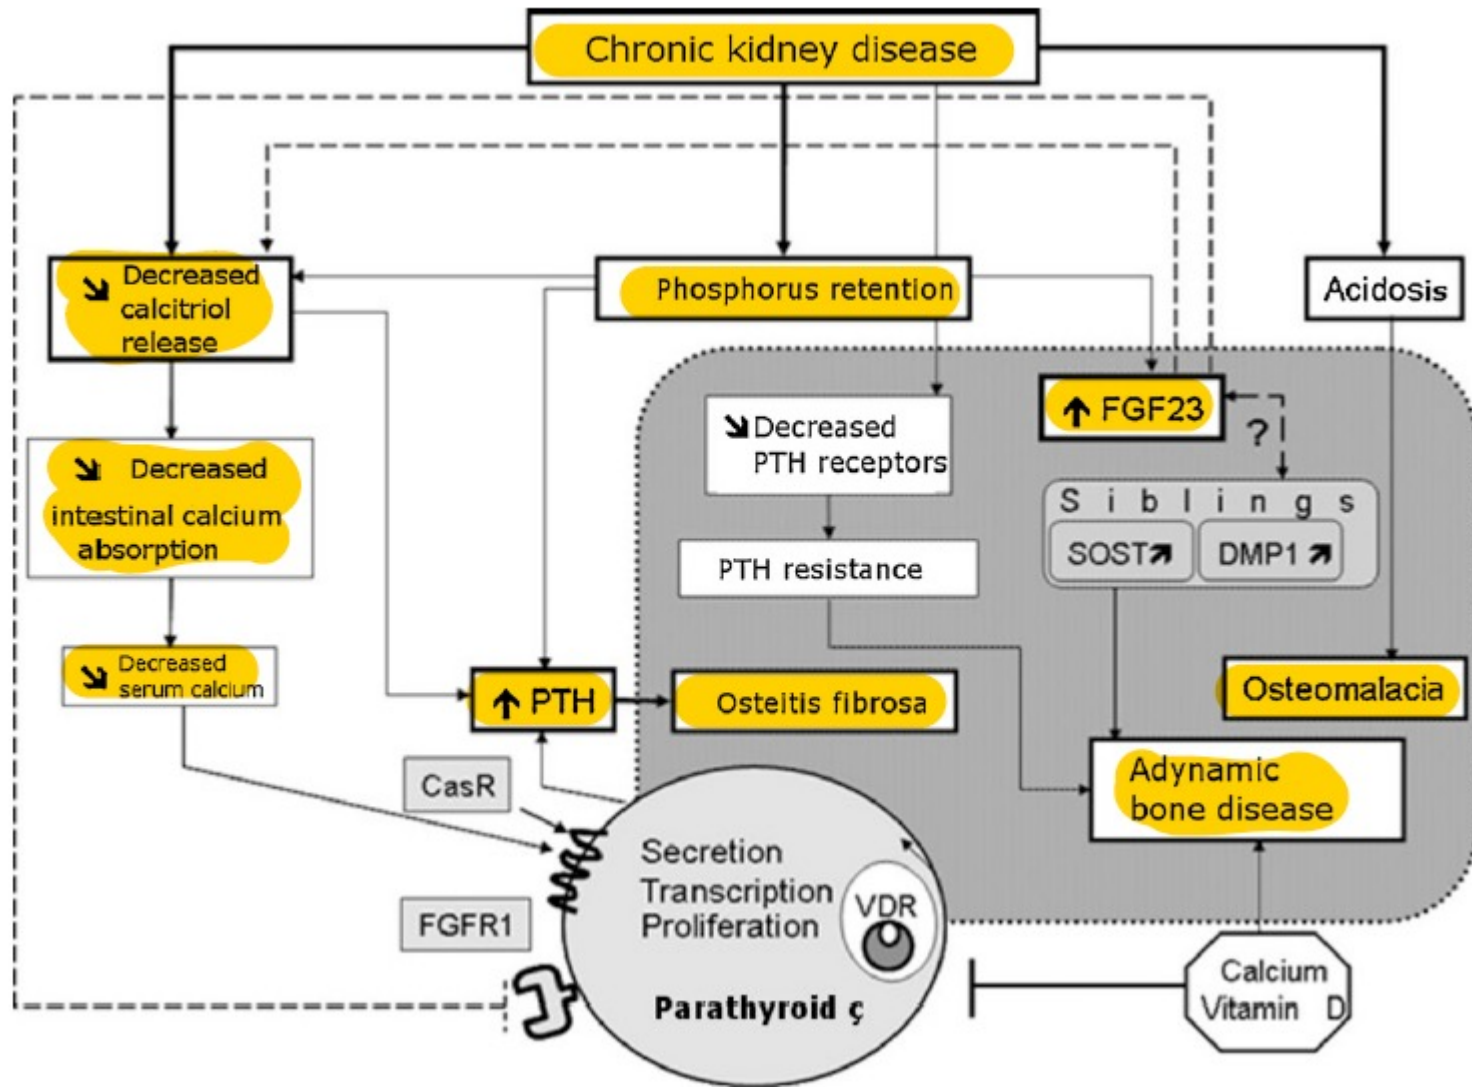 Chronic kidney disease
↘ Decreased
calcitriol
release
Phosphorus retention
Acidosis
↘ Decreased
PTH receptors
↑ FGF23
?
↘ Decreased
intestinal calcium
absorption
Siblings
SOST↗
DMP1 ↗
PTH resistance
↘ Decreased
serum calcium
↑ PTH
Osteitis fibrosa
Osteomalacia
Adynamic
bone disease
CasR
Secretion
Transcription
Proliferation
VDR
FGFR1
Parathyroid ç
Calcium
Vitamin D